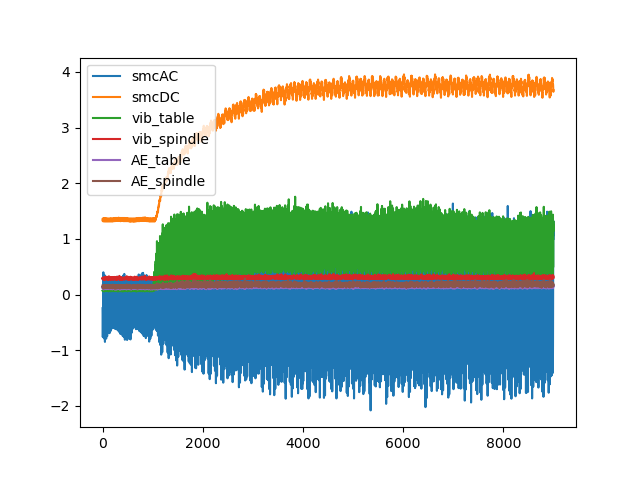 smcAC
smcDC
vib_table
vib_spindle
AE_table
AE_spindle
4
3
2
1
0
−1
−2
0 2000 4000 6000 8000